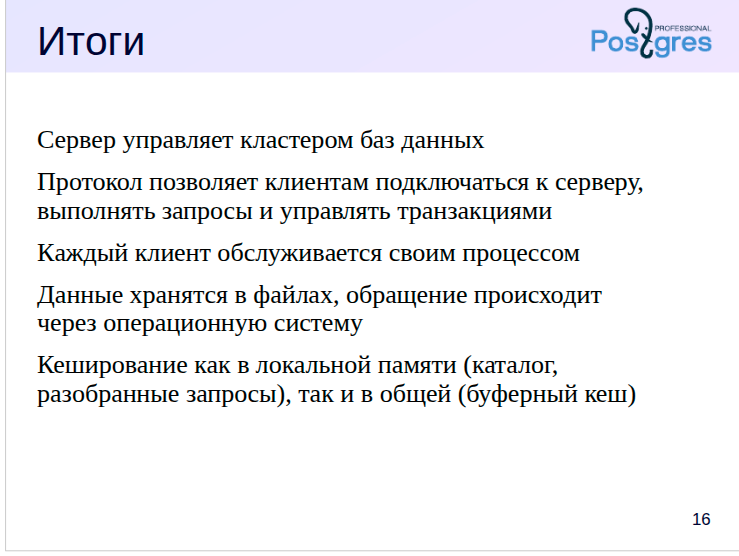 Итоги
PROFESSIONAL
Postgres
Сервер управляет кластером баз данных
Протокол позволяет клиентам подключаться к серверу,
выполнять запросы и управлять транзакциями
Каждый клиент обслуживается своим процессом
Данные хранятся в файлах, обращение происходит
через операционную систему
Кеширование как в локальной памяти (каталог,
разобранные запросы), так и в общей (буферный кеш)
16